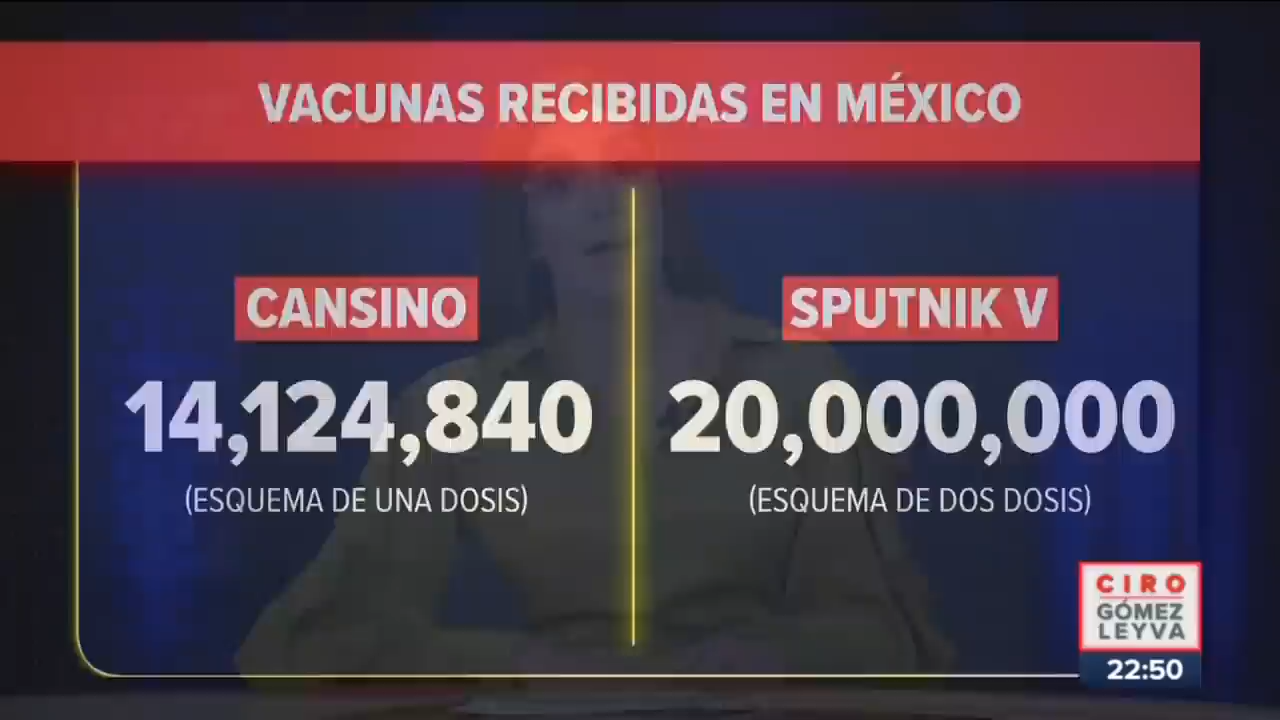 VACUNAS RECIBIDAS EN MÉXICO
CANSINO
14,124,840
(ESQUEMA DE UNA DOSIS)
SPUTNIK V
20,000,000
(ESQUEMA DE DOS DOSIS)
CIRO
GÓMEZ
LEYVA
22:50